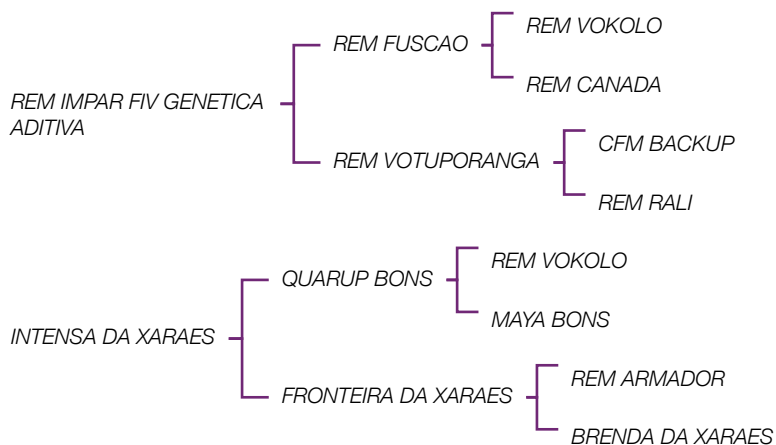 REM VOKOLO
REM FUSCAO
REM CANADA
REM IMPAR FIV GENETICA
ADITIVA
CFM BACKUP
REM VOTUPORANGA
REM RALI
REM VOKOLO
QUARUP BONS
MAYA BONS
INTENSA DA XARAES
REM ARMADOR
FRONTEIRA DA XARAES
BRENDA DA XARAES